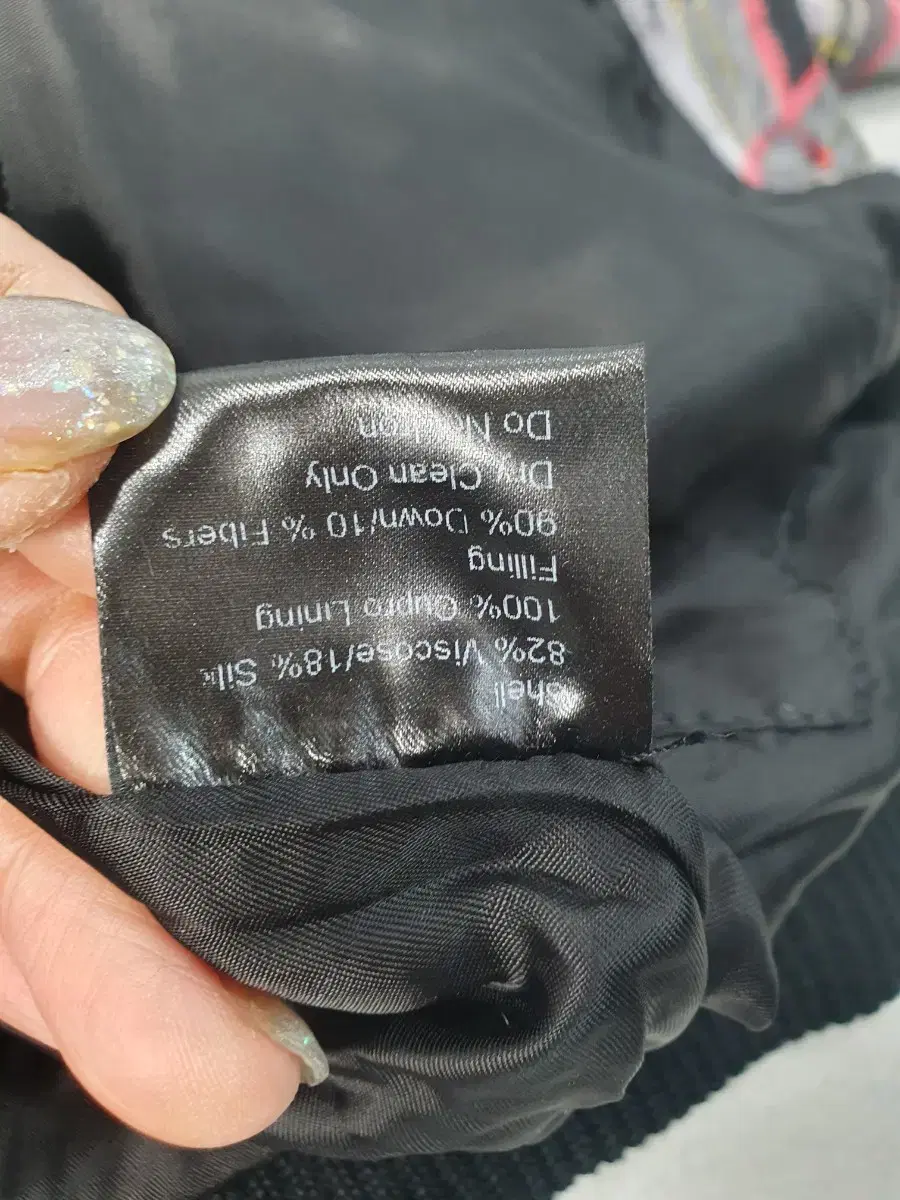 Shell
82% Viscose/18% Silk
100% Cupro Lining
Filling
90% Down/10 % Fibers
Dry Clean Only
Do Not Iron